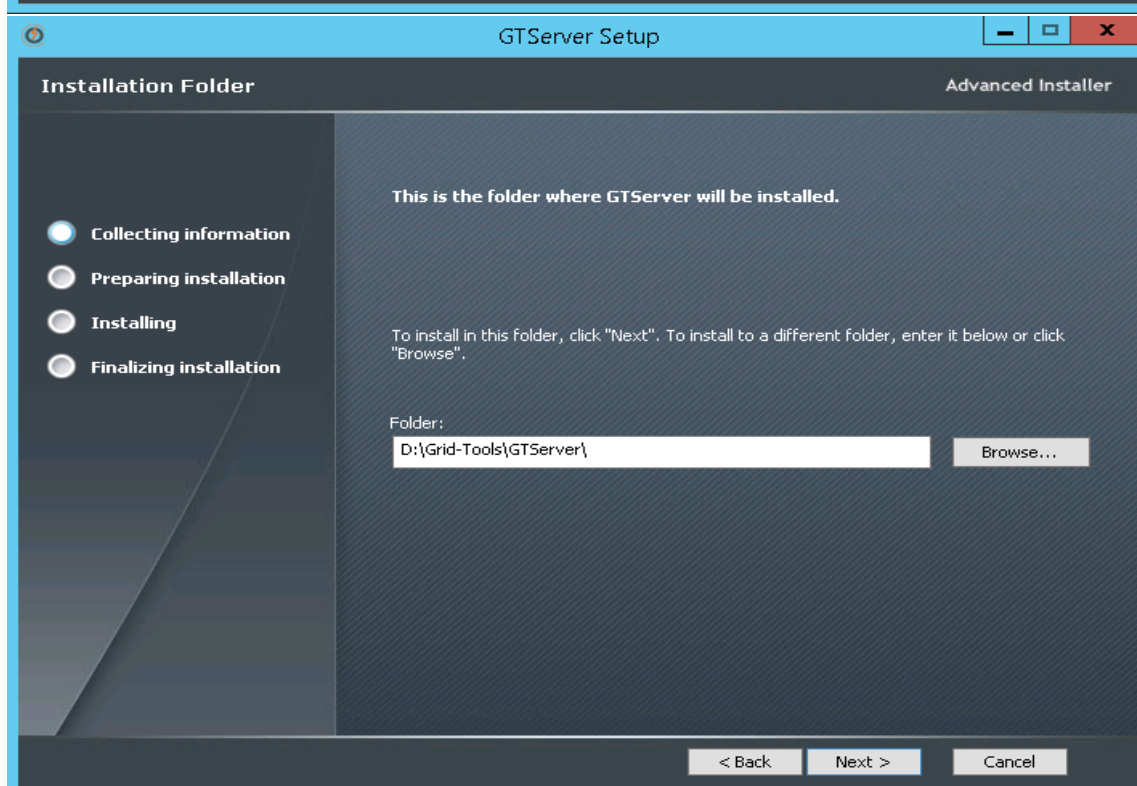 GTServer Setup
Installation Folder
Advanced Installer
This is the folder where GTServer will be installed.
Collecting information
Preparing installation
Installing
Finalizing installation
To install in this folder, click "Next". To install to a different folder, enter it below or click
"Browse".
Folder:
D:\Grid-Tools\GTServer\
Browse...
< Back
Next >
Cancel